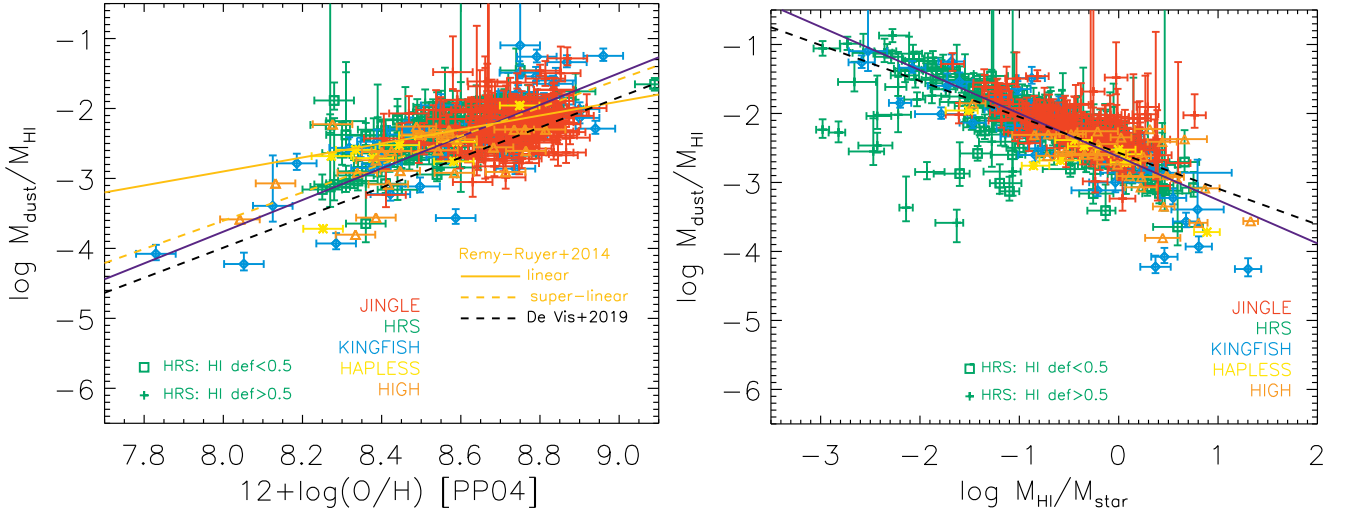 −1
−2
−3
−4
−5
−6
log M_dust/M_HI
7.8 8.0 8.2 8.4 8.6 8.8 9.0
12+log(O/H) [PP04]
Remy−Ruyer+2014
linear
super−linear
De Vis+2019
JINGLE
HRS
KINGFISH
HAPLESS
HIGH
HRS: HI def<0.5
HRS: HI def>0.5
−1
−2
−3
−4
−5
−6
log M_dust/M_HI
−3 −2 −1 0 1 2
log M_HI/M_star
JINGLE
HRS
KINGFISH
HAPLESS
HIGH
HRS: HI def<0.5
HRS: HI def>0.5